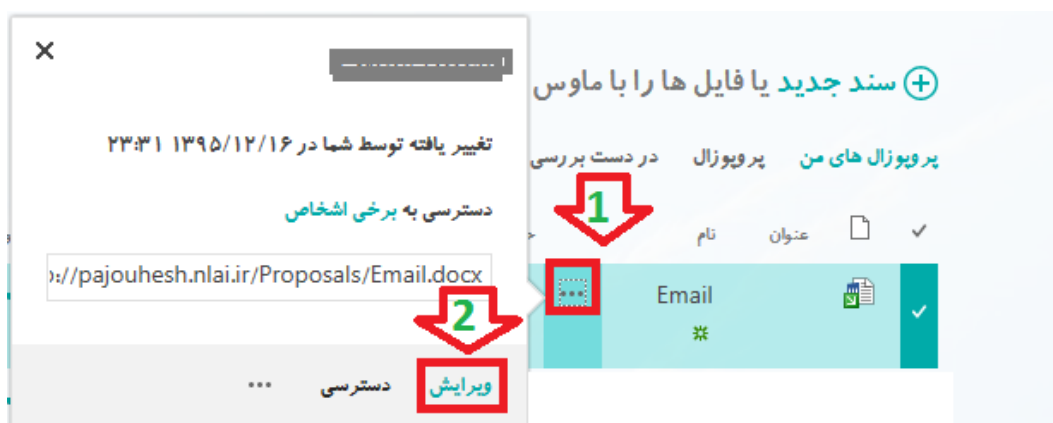 سند جدید یا فایل ها را با ماوس
پروپوزال های من پروپوزال در دست بررسی
عنوان نام
Email
تغییر یافته توسط شما در ۱۳۹۵/۱۲/۱۶ ۲۳:۳۱
دسترسی به برخی اشخاص
://pajouhesh.nlai.ir/Proposals/Email.docx
ویرایش دسترسی ...
1
2